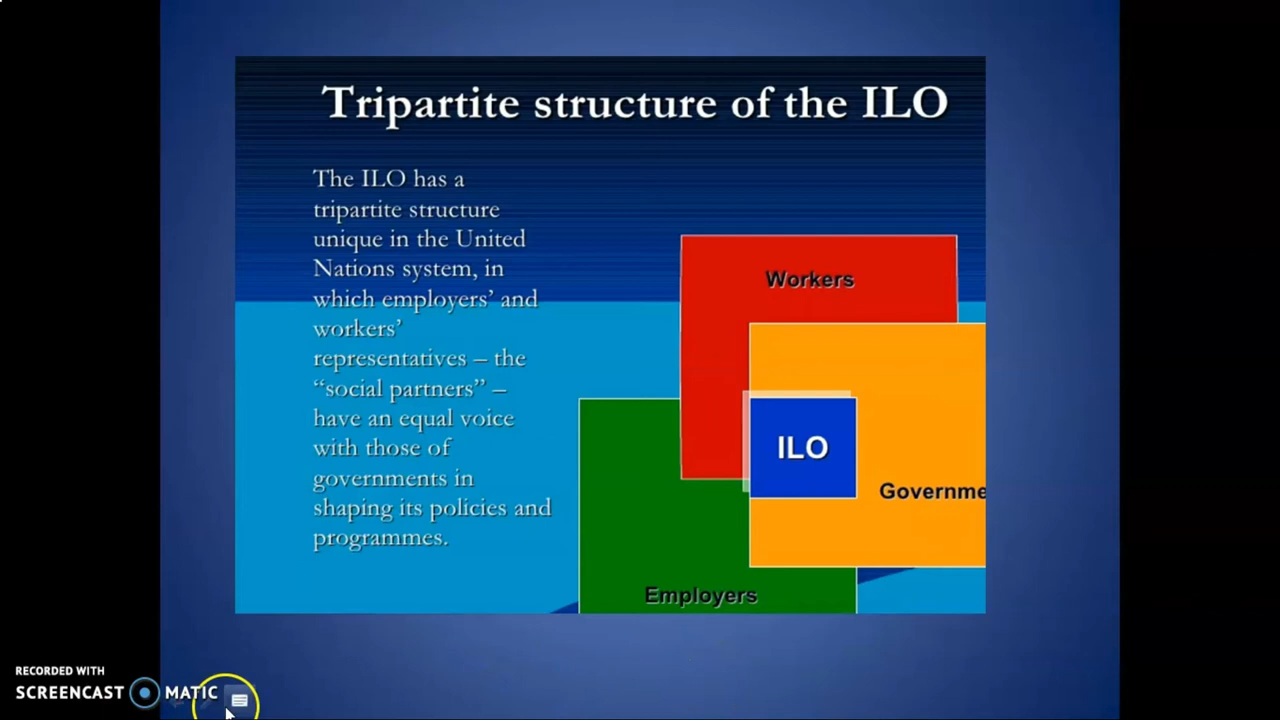 Tripartite structure of the ILO
The ILO has a
tripartite structure
unique in the United
Nations system, in
which employers’ and
workers’
representatives – the
“social partners” –
have an equal voice
with those of
governments in
shaping its policies and
programmes.
Workers
ILO
Governme
Employers
RECORDED WITH
SCREENCAST MATIC